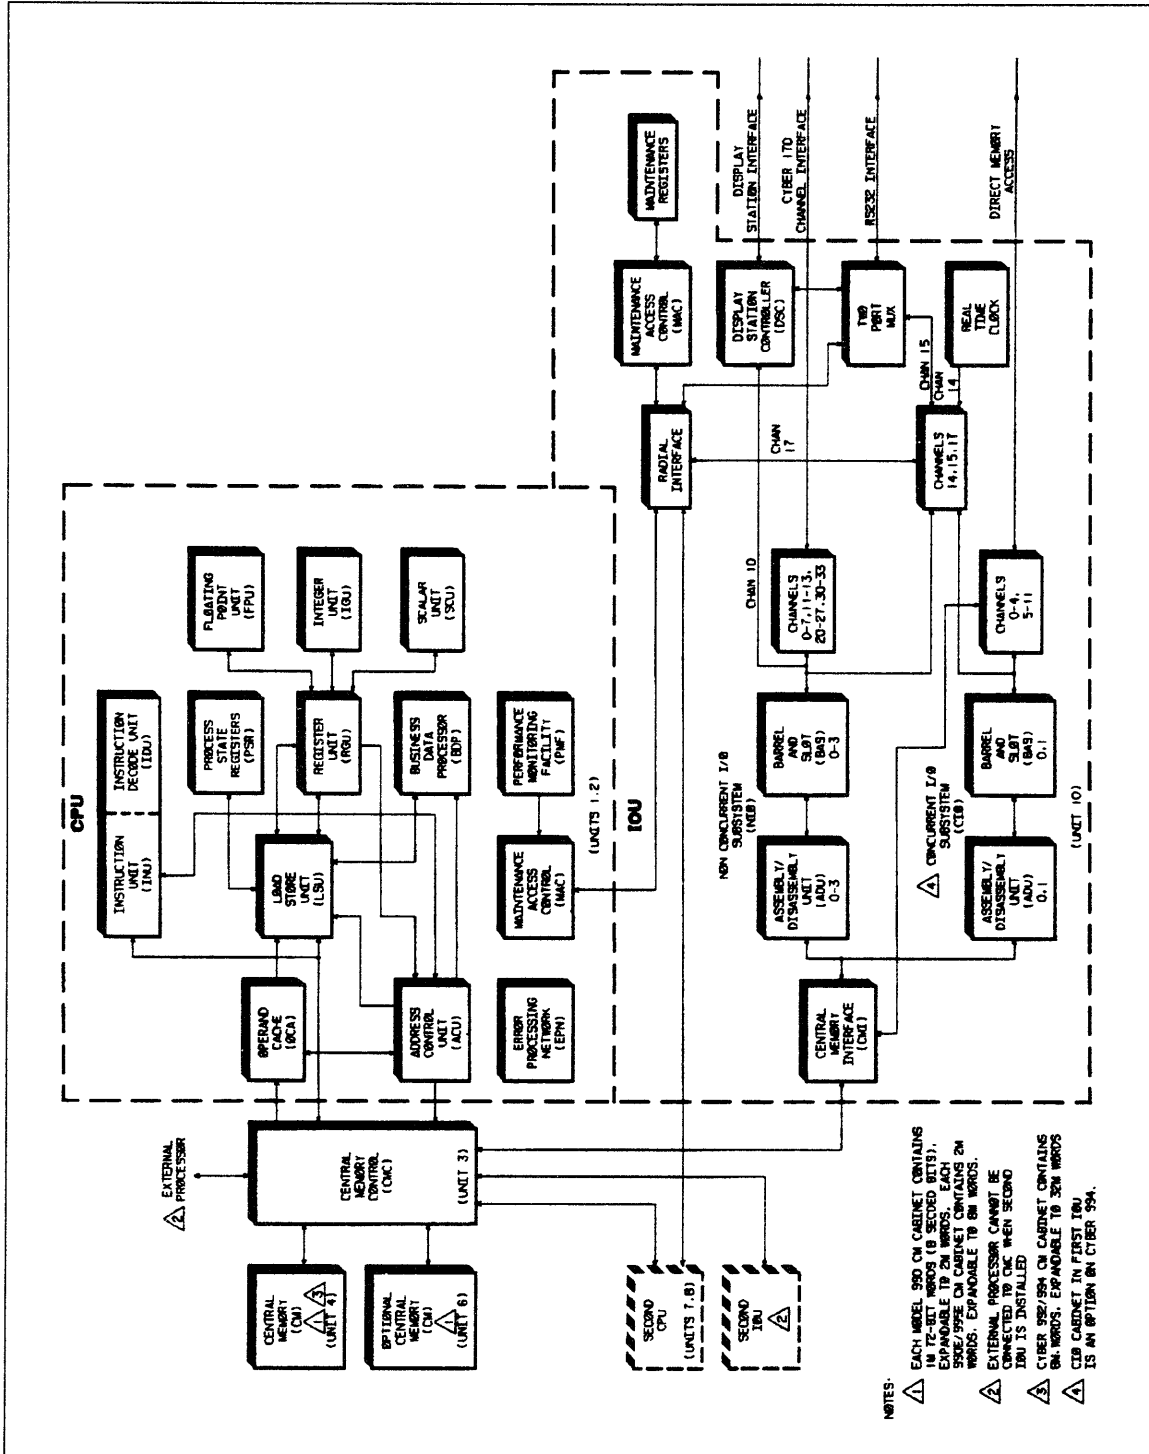 CPU
INSTRUCTION
UNIT
(INU)
INSTRUCTION
DECODE UNIT
(IDU)
PROCESS
STATE
REGISTERS
(PSR)
FLOATING
POINT
UNIT
(FPU)
EXTERNAL
PROCESSOR
2
OPERAND
CACHE
(OCA)
LOAD
STORE
UNIT
(LSU)
REGISTER
UNIT
(RGU)
INTEGER
UNIT
(IGU)
CENTRAL
MEMORY
(CM)
1 3
(UNIT 4)
CENTRAL
MEMORY
CONTROL
(CMC)
(UNIT 3)
OPTIONAL
CENTRAL
MEMORY
(CM)
1
(UNIT 6)
ADDRESS
CONTROL
UNIT
(ACU)
BUSINESS
DATA
PROCESSOR
(BDP)
SCALAR
UNIT
(SCU)
ERROR
PROCESSING
NETWORK
(EPN)
MAINTENANCE
ACCESS
CONTROL
(MAC)
PERFORMANCE
MONITORING
FACILITY
(PMF)
(UNITS 1,2)
IOU
SECOND
CPU
(UNITS 7,8)
SECOND
IOU
2
RADIAL
INTERFACE
MAINTENANCE
ACCESS
CONTROL
(MAC)
MAINTENANCE
REGISTERS
NON CONCURRENT I/O
SUBSYSTEM
(NIO)
CHAN 10
CHAN
17
DISPLAY
STATION
CONTROLLER
(DSC)
DISPLAY
STATION INTERFACE
CENTRAL
MEMORY
INTERFACE
(CMI)
ASSEMBLY/
DISASSEMBLY
UNIT
(ADU)
0-3
BARREL
AND
SLOT
(BAS)
0-3
CHANNELS
0-7,11-13,
20-27,30-33
CYBER 170
CHANNEL INTERFACE
TWO
PORT
MUX
RS232 INTERFACE
4 CONCURRENT I/O
SUBSYSTEM
(CIO)
CHANNELS
14,15,17
CHAN 15
CHAN
14
REAL
TIME
CLOCK
ASSEMBLY/
DISASSEMBLY
UNIT
(ADU)
0,1
BARREL
AND
SLOT
(BAS)
0,1
CHANNELS
0-4,
5-11
DIRECT MEMORY
ACCESS
(UNIT 10)
NOTES:
1 EACH MODEL 990 CM CABINET CONTAINS
1M 72-BIT WORDS (8 SECDED BITS),
EXPANDABLE TO 2M WORDS. EACH
990E/995E CM CABINET CONTAINS 2M
WORDS, EXPANDABLE TO 8M WORDS.
2 EXTERNAL PROCESSOR CANNOT BE
CONNECTED TO CMC WHEN SECOND
IOU IS INSTALLED
3 CYBER 992/994 CM CABINET CONTAINS
8M WORDS, EXPANDABLE TO 32M WORDS
4 CIO CABINET IN FIRST IOU
IS AN OPTION ON CYBER 994.